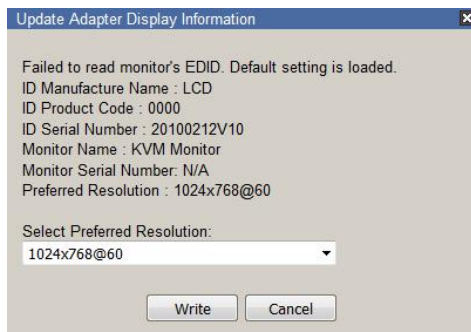 Update Adapter Display Information
Failed to read monitor's EDID. Default setting is loaded.
ID Manufacture Name : LCD
ID Product Code : 0000
ID Serial Number : 20100212V10
Monitor Name : KVM Monitor
Monitor Serial Number: N/A
Preferred Resolution : 1024x768@60
Select Preferred Resolution:
1024x768@60
Write Cancel